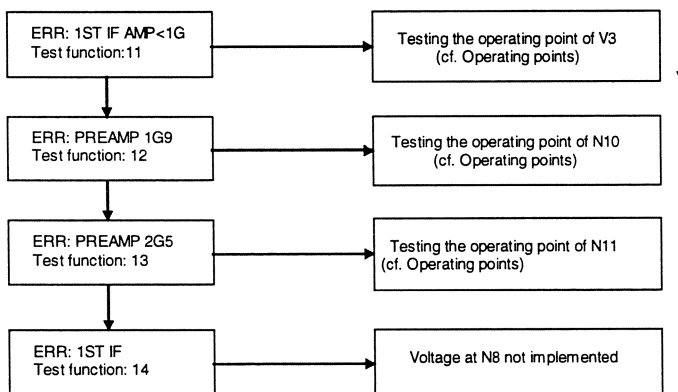 ERR: 1ST IF AMP<1G
Test function:11
Testing the operating point of V3
(cf. Operating points)
ERR: PREAMP 1G9
Test function: 12
Testing the operating point of N10
(cf. Operating points)
ERR: PREAMP 2G5
Test function: 13
Testing the operating point of N11
(cf. Operating points)
ERR: 1ST IF
Test function: 14
Voltage at N8 not implemented